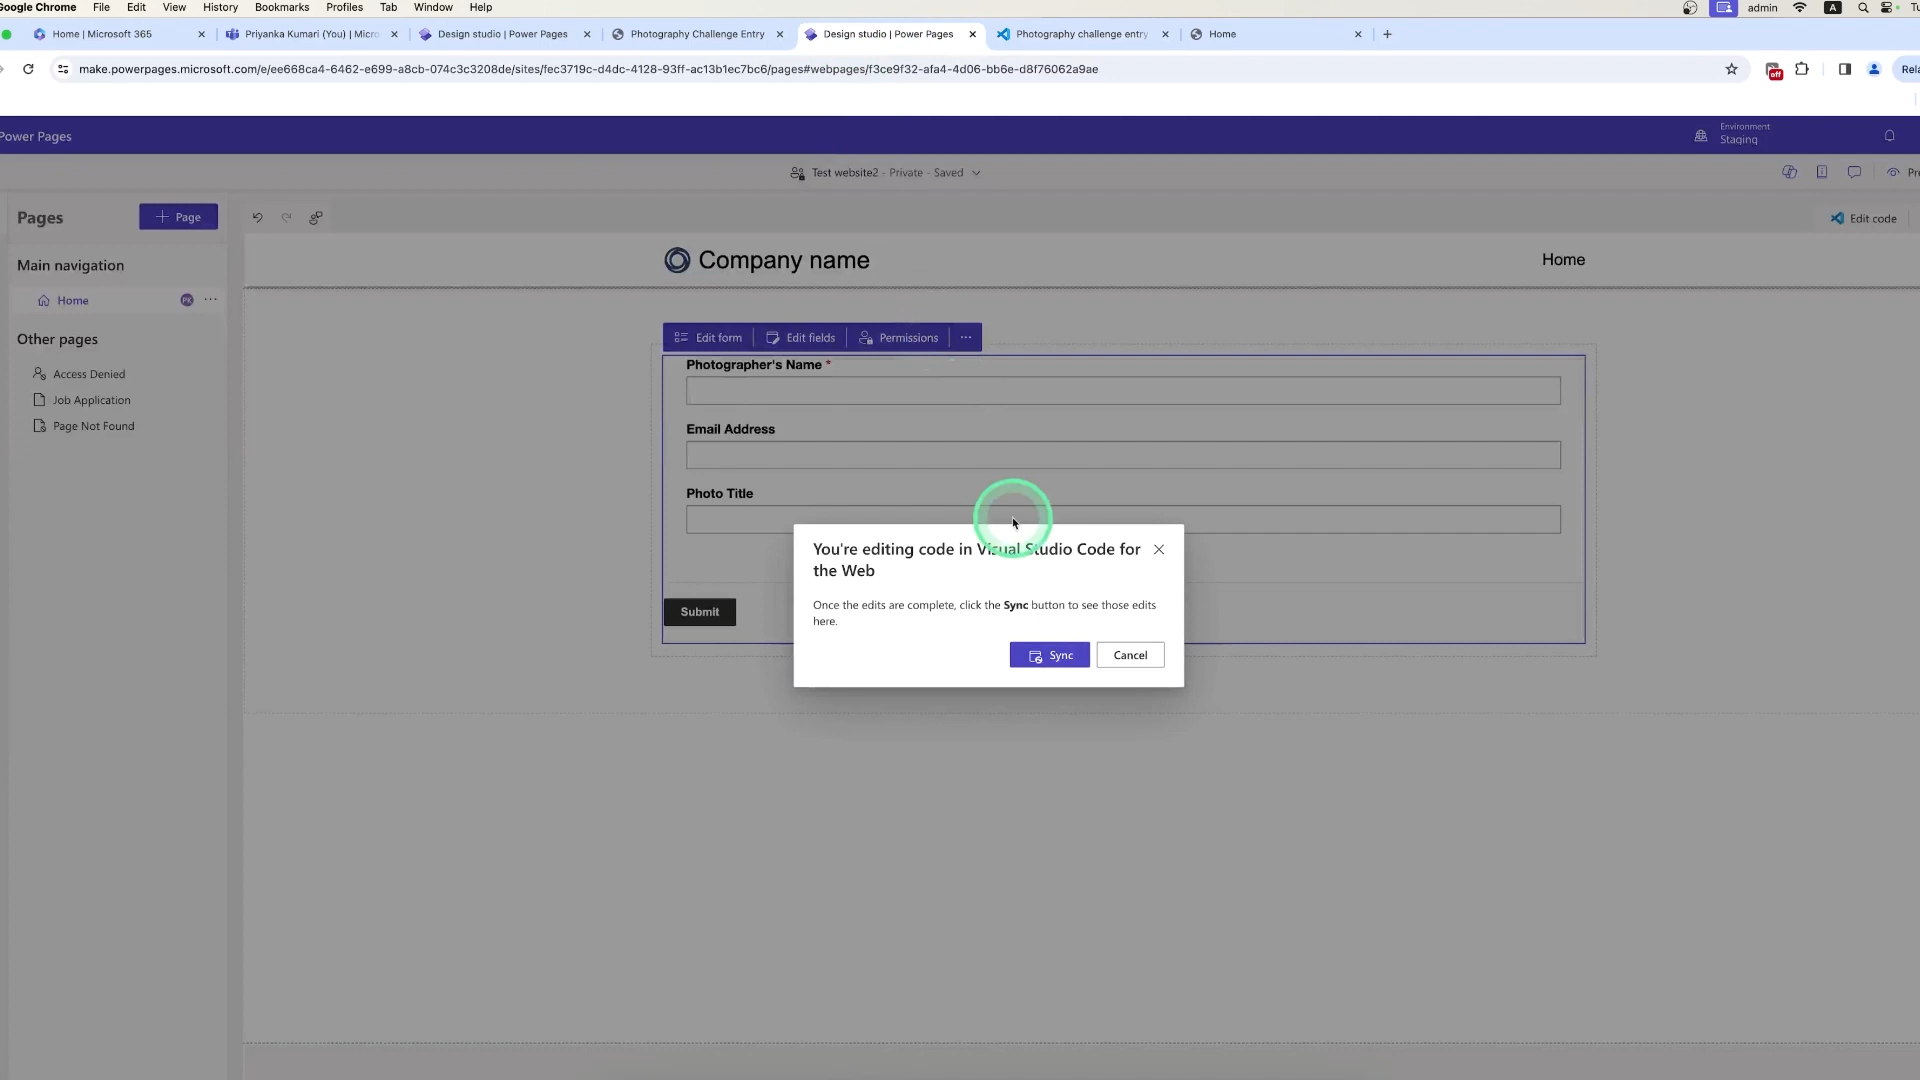 Google Chrome File Edit View History Bookmarks Profiles Tab Window Help admin A
Home | Microsoft 365 Priyanka Kumari (You) | Micro Design studio | Power Pages Photography Challenge Entry Design studio | Power Pages Photography challenge entry Home
make.powerpages.microsoft.com/e/ee668ca4-6462-e699-a8cb-074c3c3208de/sites/fec3719c-d4dc-4128-93ff-ac13b1ec7bc6/pages#webpages/f3ce9f32-afa4-4d06-bb6e-d8f76062a9ae off Rela
Power Pages
Environment
Staging
Test website2 - Private - Saved Pre
Pages Page Edit code
Company name Home
Main navigation
Home PK
Other pages
Access Denied
Job Application
Page Not Found
Edit form Edit fields Permissions
Photographer's Name *
Email Address
Photo Title
Submit
You're editing code in Visual Studio Code for
the Web
Once the edits are complete, click the Sync button to see those edits
here.
Sync Cancel